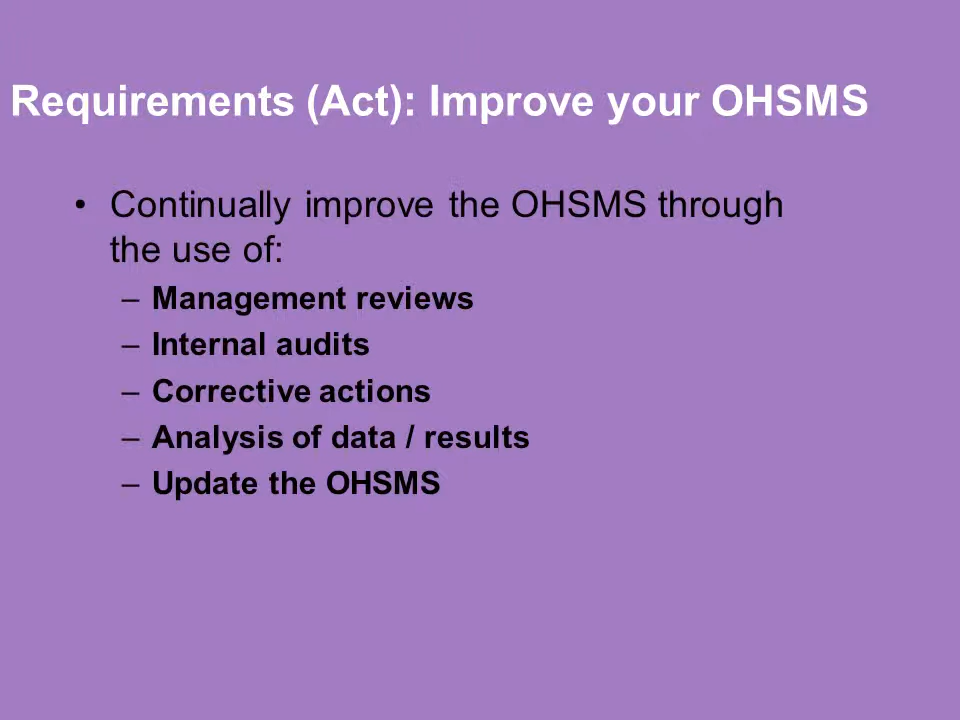 Requirements (Act): Improve your OHSMS
• Continually improve the OHSMS through
the use of:
– Management reviews
– Internal audits
– Corrective actions
– Analysis of data / results
– Update the OHSMS